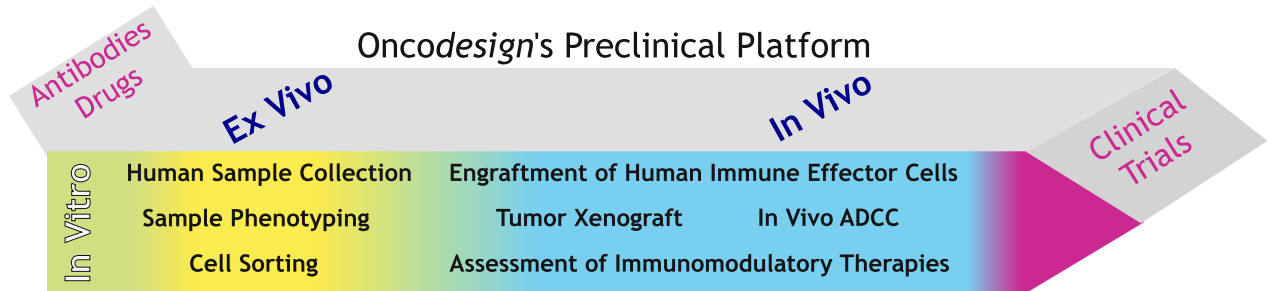 Oncodesign's Preclinical Platform
Antibodies
Drugs
Ex Vivo
In Vivo
Clinical
Trials
In Vitro
Human Sample Collection
Sample Phenotyping
Cell Sorting
Engraftment of Human Immune Effector Cells
Tumor Xenograft
In Vivo ADCC
Assessment of Immunomodulatory Therapies